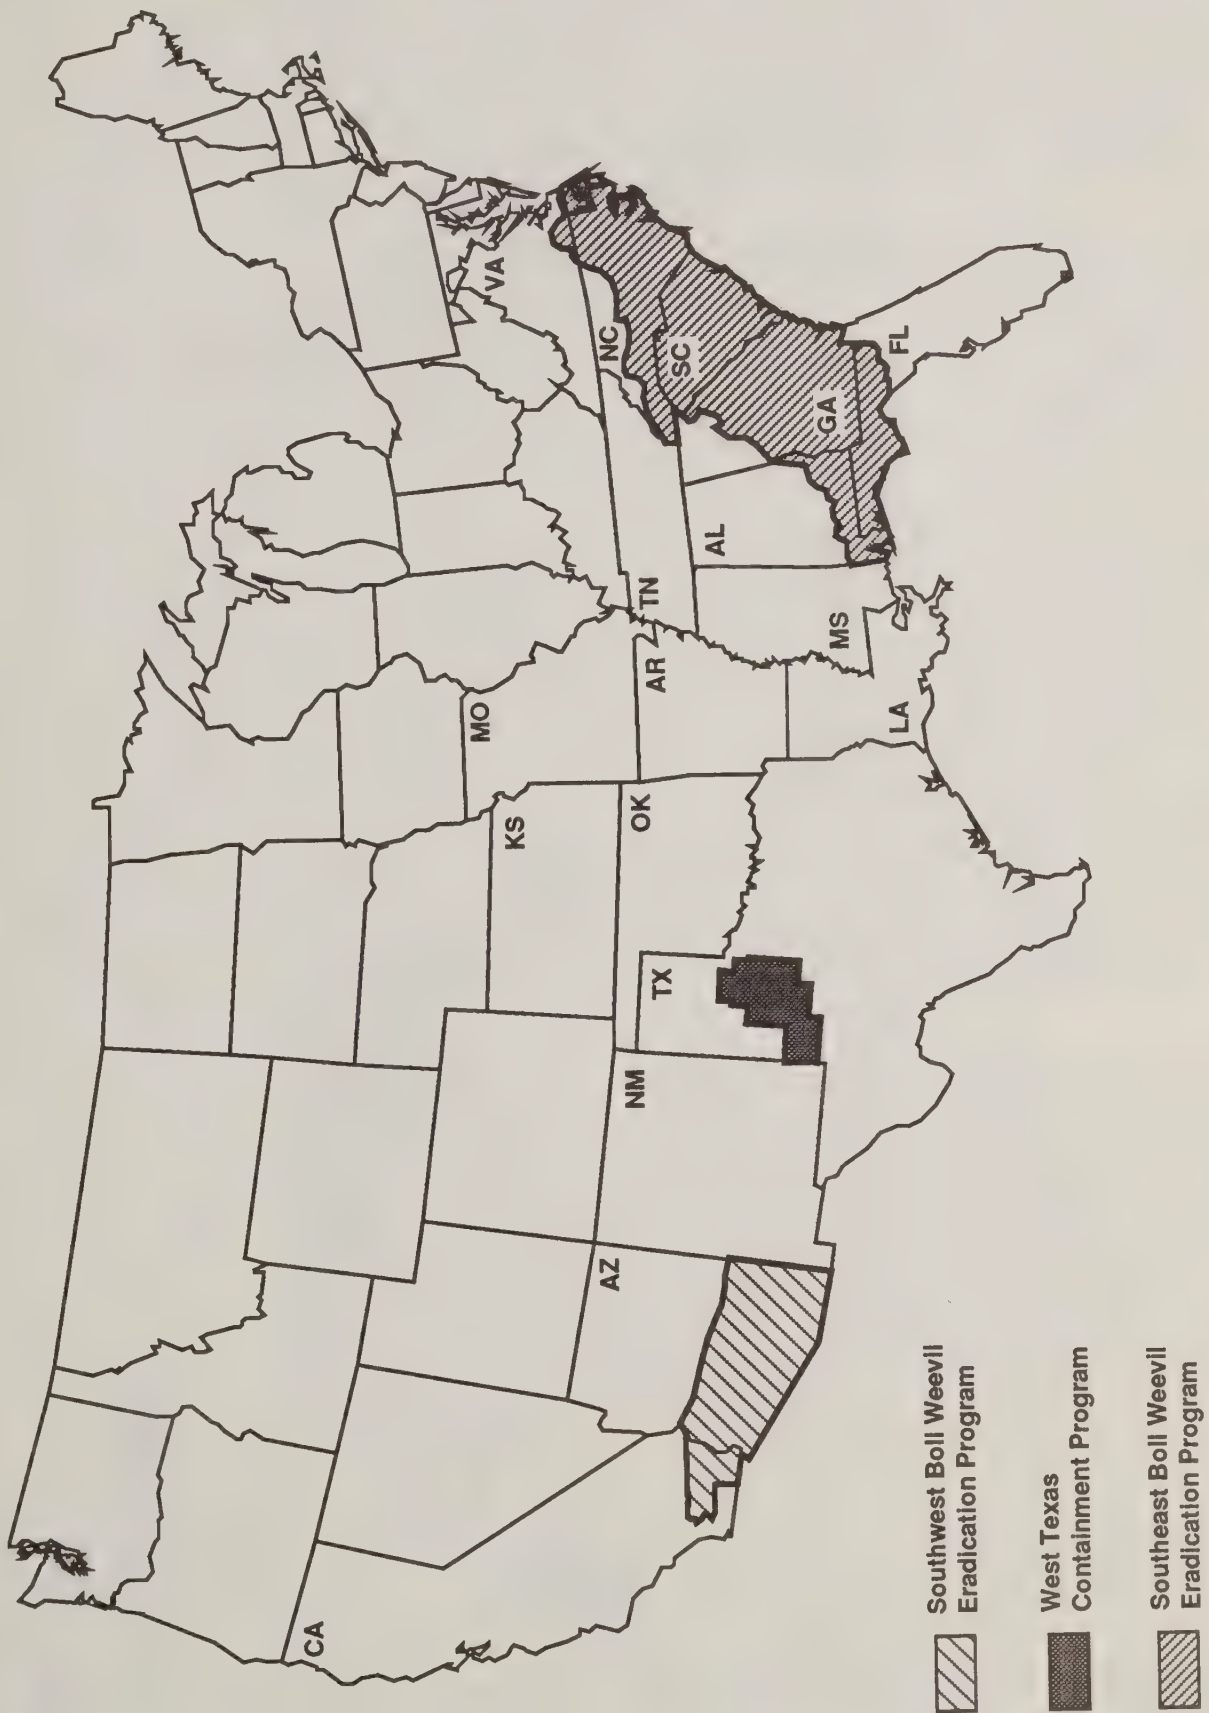 CA
AZ
NM
TX
KS
OK
MO
AR
LA
TN
MS
AL
GA
FL
SC
NC
VA
Southwest Boll Weevil
Eradication Program
West Texas
Containment Program
Southeast Boll Weevil
Eradication Program